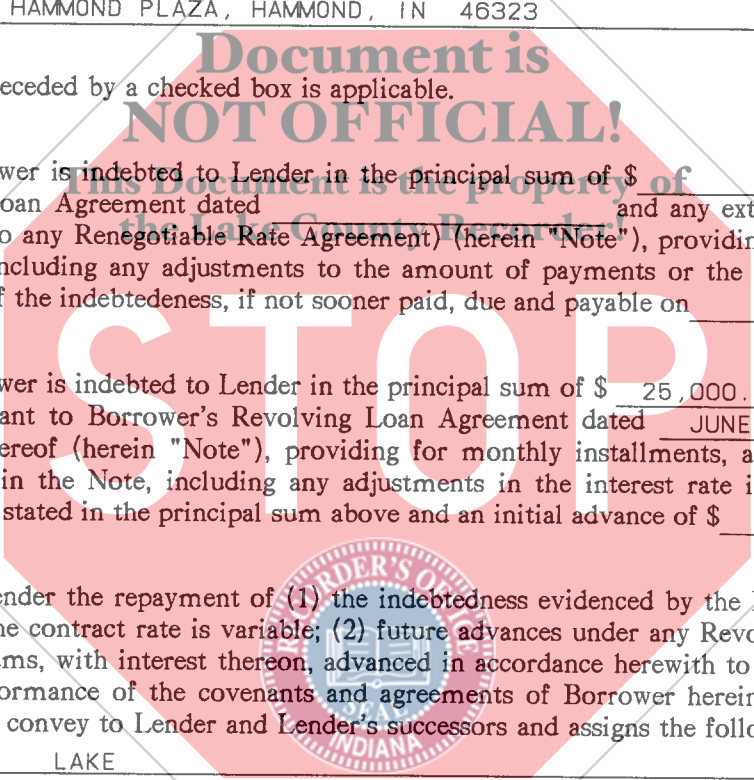 HAMMOND PLAZA, HAMMOND, IN 46323
Document is
eceded by a checked box is applicable.
NOT OFFICIAL!
wer is indebted to Lender in the principal sum of $
This Document is the property of
oan Agreement dated and any ext
the Lake County Recorder!
o any Renegotiable Rate Agreement) (herein "Note"), providin
ncluding any adjustments to the amount of payments or the
f the indebtedeness, if not sooner paid, due and payable on
STOP
wer is indebted to Lender in the principal sum of $ 25,000.
ant to Borrower's Revolving Loan Agreement dated JUNE
ereof (herein "Note"), providing for monthly installments, a
in the Note, including any adjustments in the interest rate i
stated in the principal sum above and an initial advance of $
ender the repayment of (1) the indebtedness evidenced by the
ne contract rate is variable; (2) future advances under any Revo
ms, with interest thereon, advanced in accordance herewith to
ormance of the covenants and agreements of Borrower herein
convey to Lender and Lender's successors and assigns the follo
RDER'S OFFICE
SEAL
INDIANA
LAKE